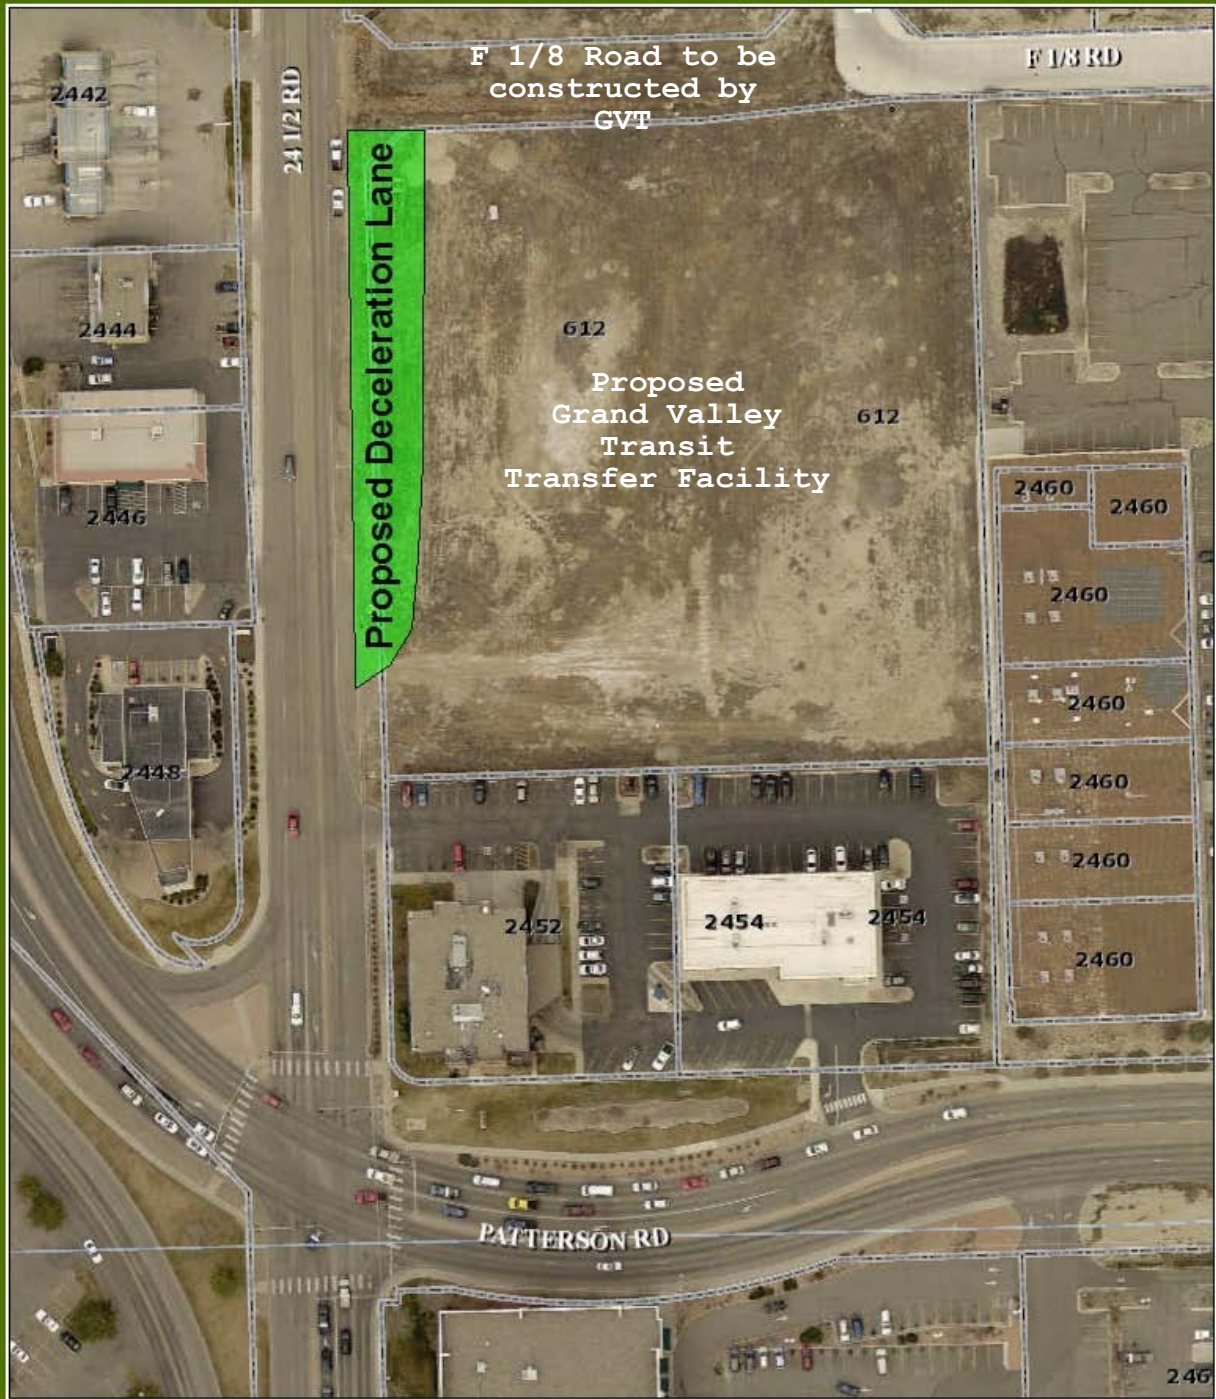 F 1/8 Road to be
constructed by
GVT
F 1/8 RD
2442
24 1/2 RD
Proposed Deceleration Lane
2444
612
Proposed
Grand Valley
Transit
Transfer Facility
612
2446
2460
2460
2460
2460
2448
2460
2460
2452
2454
2454
2460
PATTERSON RD
246